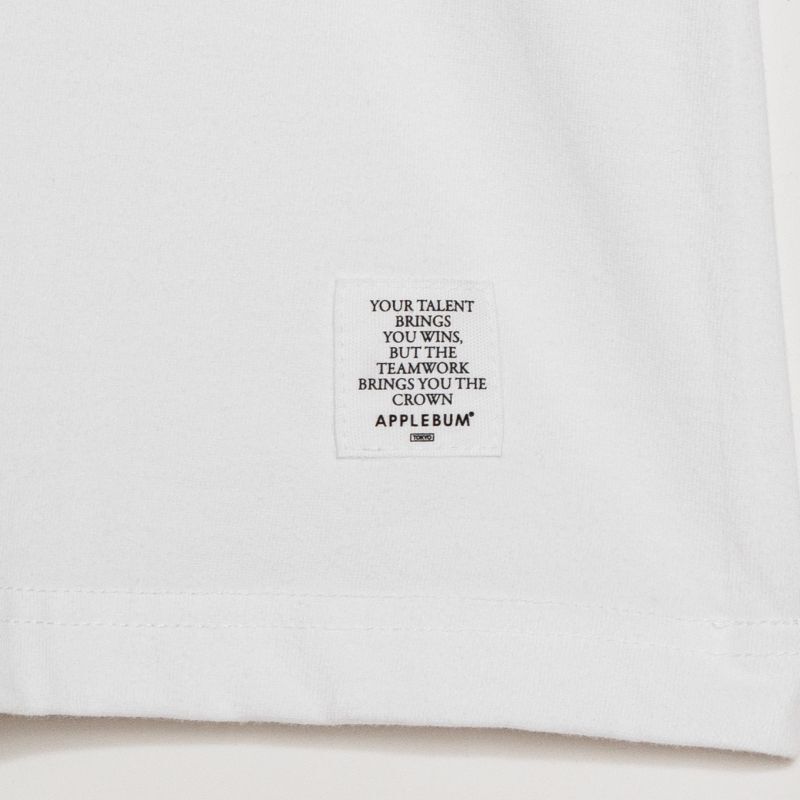 YOUR TALENT
BRINGS
YOU WINS,
BUT THE
TEAMWORK
BRINGS YOU THE
CROWN
APPLEBUM®
TOKYO